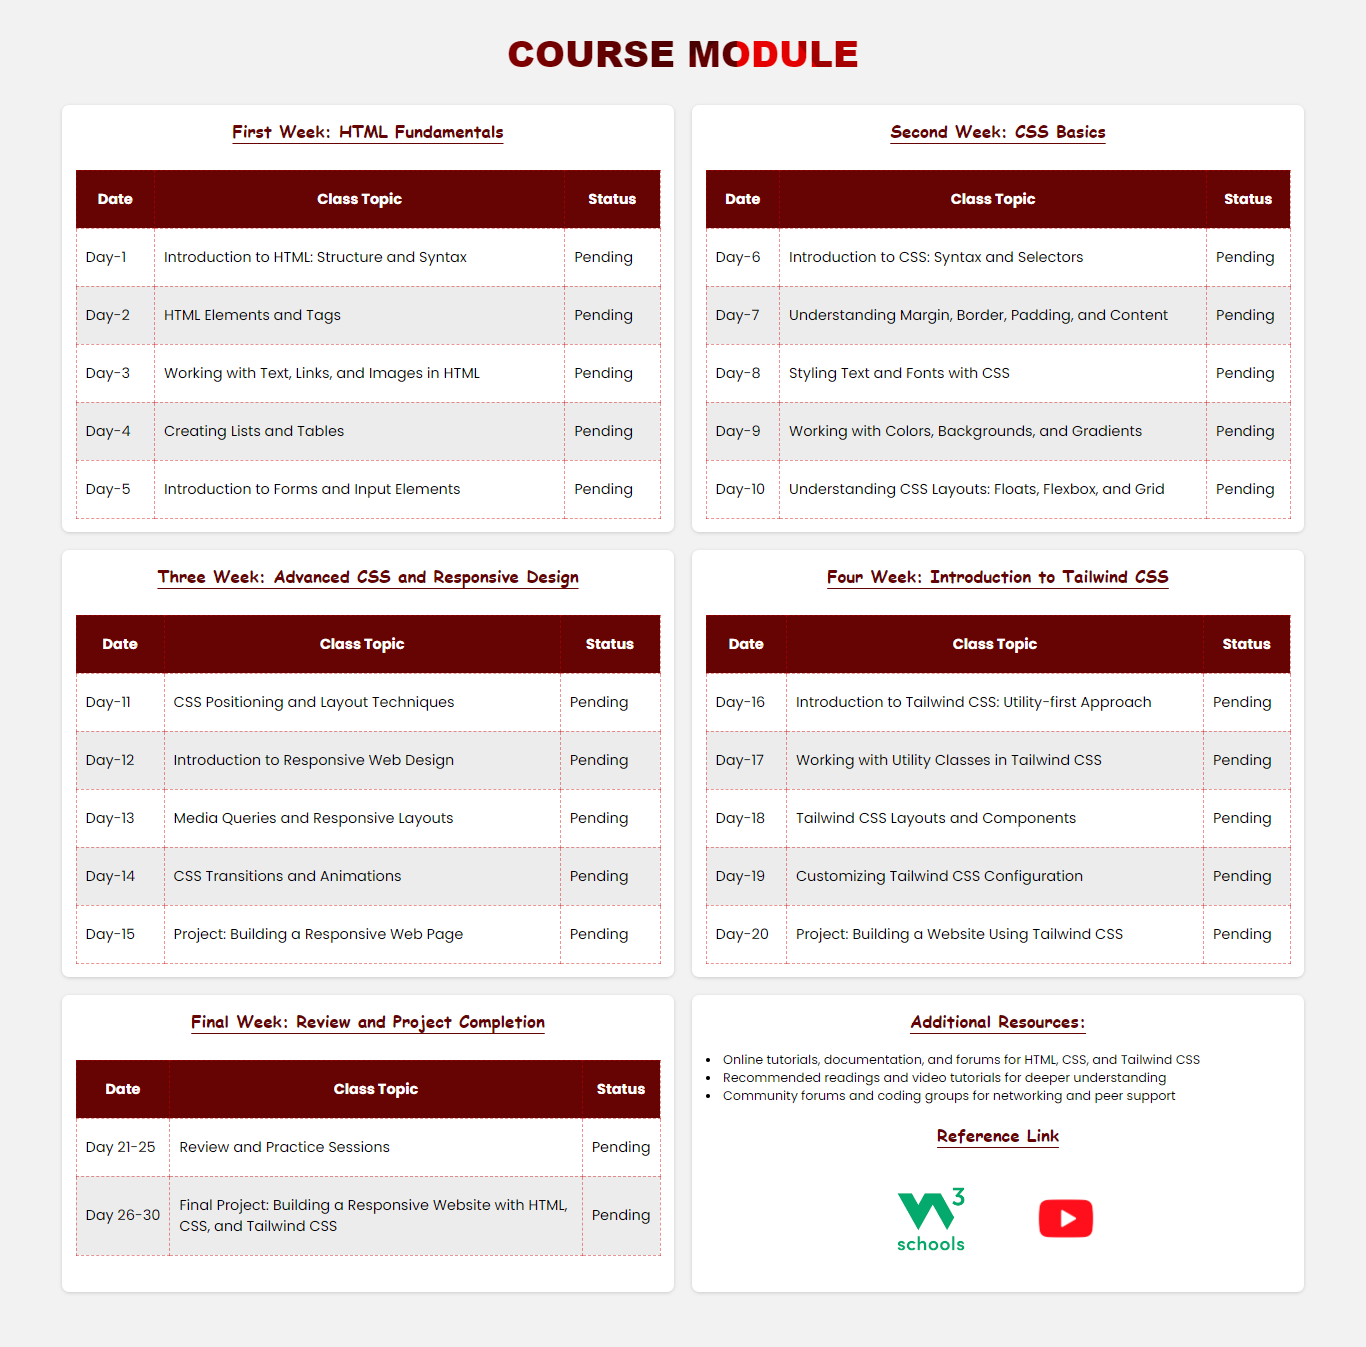 COURSE MODULE
First Week: HTML Fundamentals
Date Class Topic Status
Day-1 Introduction to HTML: Structure and Syntax Pending
Day-2 HTML Elements and Tags Pending
Day-3 Working with Text, Links, and Images in HTML Pending
Day-4 Creating Lists and Tables Pending
Day-5 Introduction to Forms and Input Elements Pending
Second Week: CSS Basics
Date Class Topic Status
Day-6 Introduction to CSS: Syntax and Selectors Pending
Day-7 Understanding Margin, Border, Padding, and Content Pending
Day-8 Styling Text and Fonts with CSS Pending
Day-9 Working with Colors, Backgrounds, and Gradients Pending
Day-10 Understanding CSS Layouts: Floats, Flexbox, and Grid Pending
Three Week: Advanced CSS and Responsive Design
Date Class Topic Status
Day-11 CSS Positioning and Layout Techniques Pending
Day-12 Introduction to Responsive Web Design Pending
Day-13 Media Queries and Responsive Layouts Pending
Day-14 CSS Transitions and Animations Pending
Day-15 Project: Building a Responsive Web Page Pending
Four Week: Introduction to Tailwind CSS
Date Class Topic Status
Day-16 Introduction to Tailwind CSS: Utility-first Approach Pending
Day-17 Working with Utility Classes in Tailwind CSS Pending
Day-18 Tailwind CSS Layouts and Components Pending
Day-19 Customizing Tailwind CSS Configuration Pending
Day-20 Project: Building a Website Using Tailwind CSS Pending
Final Week: Review and Project Completion
Date Class Topic Status
Day 21-25 Review and Practice Sessions Pending
Day 26-30 Final Project: Building a Responsive Website with HTML, Pending
CSS, and Tailwind CSS
Additional Resources:
• Online tutorials, documentation, and forums for HTML, CSS, and Tailwind CSS
• Recommended readings and video tutorials for deeper understanding
• Community forums and coding groups for networking and peer support
Reference Link
W3
schools